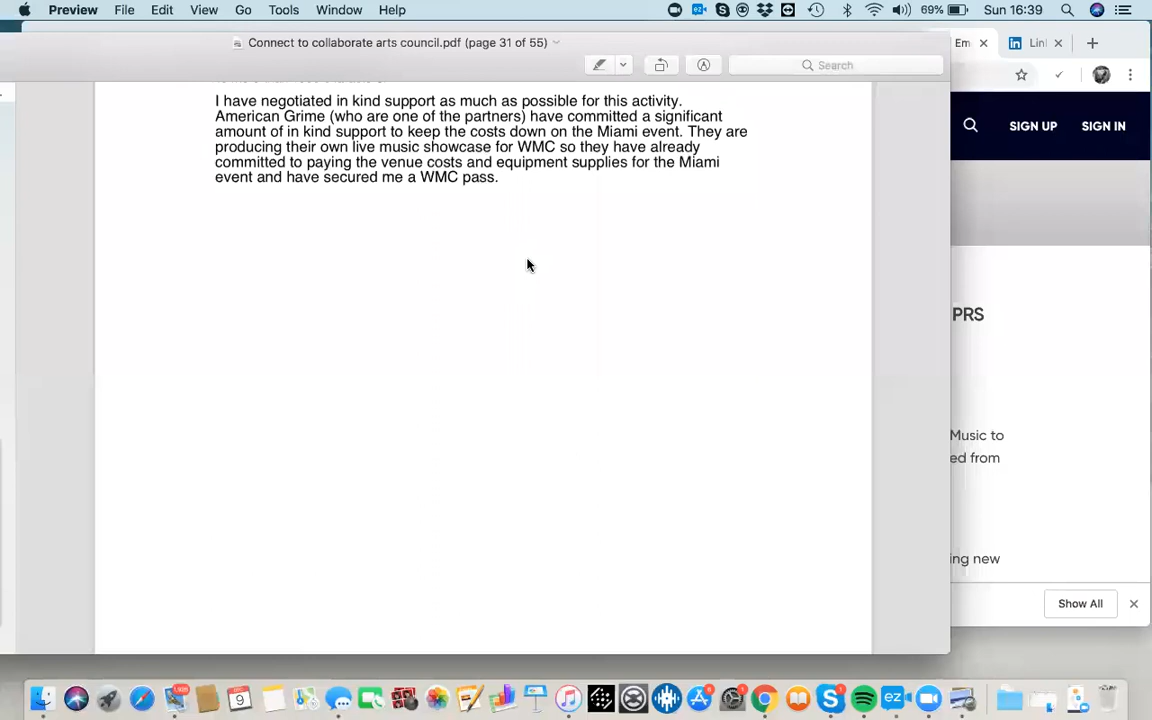 Preview File Edit View Go Tools Window Help 69% Sun 16:39
Connect to collaborate arts council.pdf (page 31 of 55)
Em
Lin
Search
I have negotiated in kind support as much as possible for this activity.
American Grime (who are one of the partners) have committed a significant
amount of in kind support to keep the costs down on the Miami event. They are
producing their own live music showcase for WMC so they have already
committed to paying the venue costs and equipment supplies for the Miami
event and have secured me a WMC pass.
SIGN UP SIGN IN
PRS
Music to
ed from
ing new
Show All
9